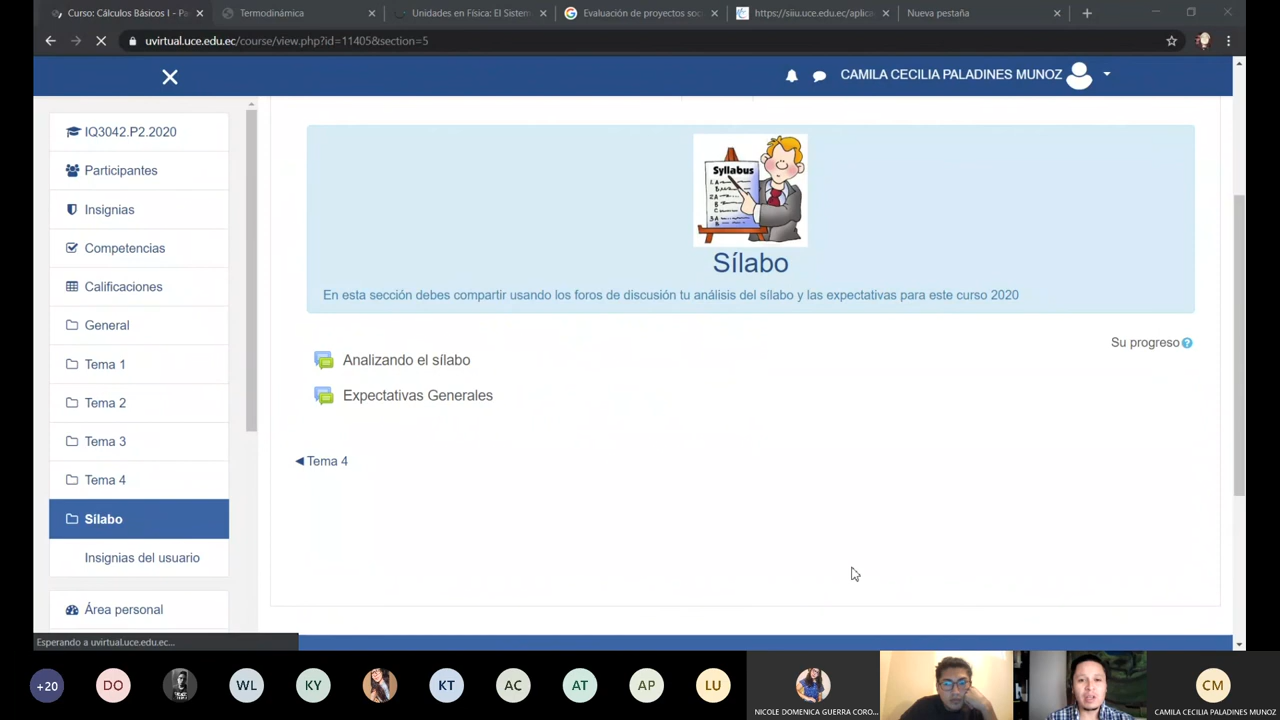 Curso: Cálculos Básicos I - Pa
Termodinámica
Unidades en Física: El Sistem
Evaluación de proyectos soc
https://siiu.uce.edu.ec/aplica
Nueva pestaña
uvirtual.uce.edu.ec/course/view.php?id=11405&section=5
CAMILA CECILIA PALADINES MUNOZ
IQ3042.P2.2020
Participantes
Insignias
Competencias
Calificaciones
General
Tema 1
Tema 2
Tema 3
Tema 4
Sílabo
Insignias del usuario
Área personal
Esperando a uvirtual.uce.edu.ec...
Syllabus
Sílabo
En esta sección debes compartir usando los foros de discusión tu análisis del sílabo y las expectativas para este curso 2020
Su progreso
Analizando el sílabo
Expectativas Generales
◀ Tema 4
+20
DO
WL
KY
KT
AC
AT
AP
LU
NICOLE DOMENICA GUERRA CORO...
CM
CAMILA CECILIA PALADINES MUNOZ